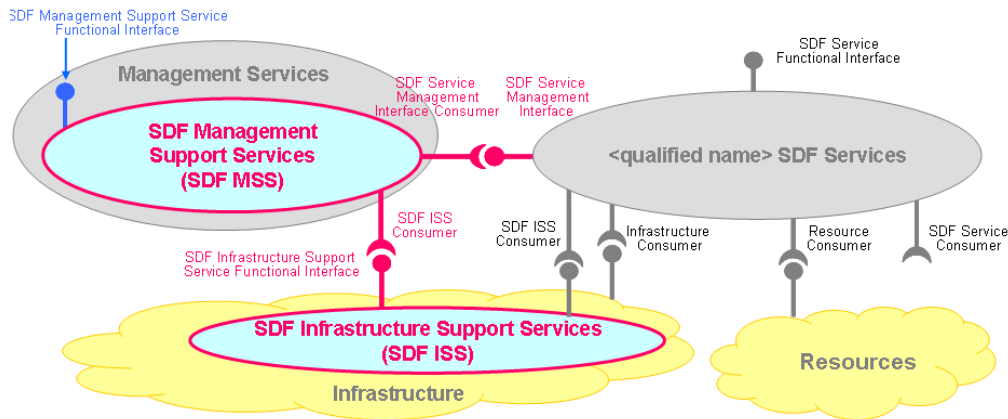 SDF Management Support Service
Functional Interface
Management Services
SDF Service
Management
Interface Consumer
SDF Service
Management
Interface
SDF Service
Functional Interface
SDF Management
Support Services
(SDF MSS)
<qualified name> SDF Services
SDF ISS
Consumer
SDF Infrastructure Support
Service Functional Interface
SDF ISS
Consumer
Infrastructure
Consumer
Resource
Consumer
SDF Service
Consumer
SDF Infrastructure Support Services
(SDF ISS)
Infrastructure
Resources